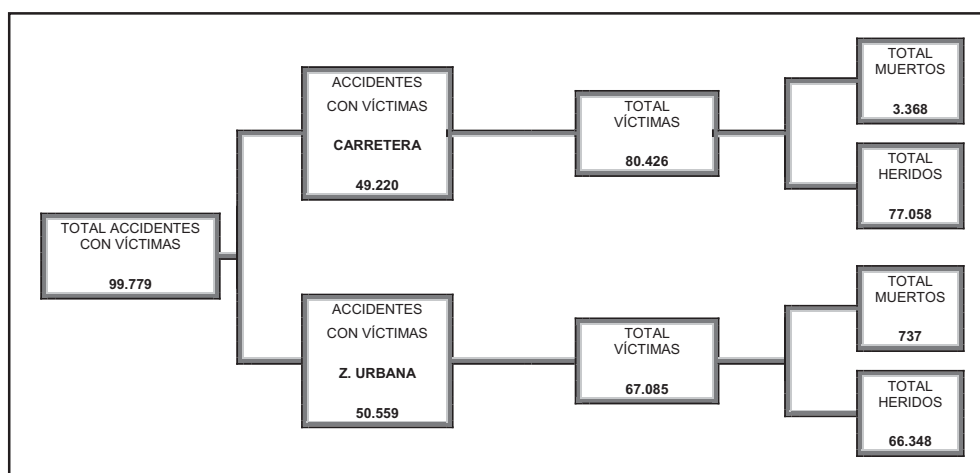 TOTAL ACCIDENTES
CON VÍCTIMAS
99.779
ACCIDENTES
CON VÍCTIMAS
CARRETERA
49.220
TOTAL
VÍCTIMAS
80.426
TOTAL
MUERTOS
3.368
TOTAL
HERIDOS
77.058
ACCIDENTES
CON VÍCTIMAS
Z. URBANA
50.559
TOTAL
VÍCTIMAS
67.085
TOTAL
MUERTOS
737
TOTAL
HERIDOS
66.348